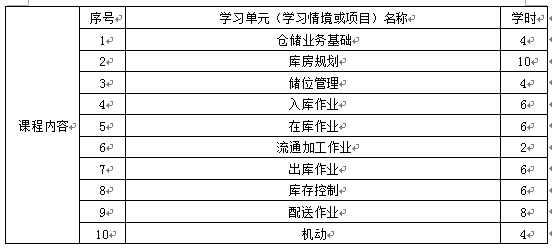 序号 学习单元（学习情境或项目）名称 学时
1 仓储业务基础 4
2 库房规划 10
3 储位管理 4
4 入库作业 6
课程内容 5 在库作业 6
6 流通加工作业 2
7 出库作业 6
8 库存控制 6
9 配送作业 8
10 机动 4